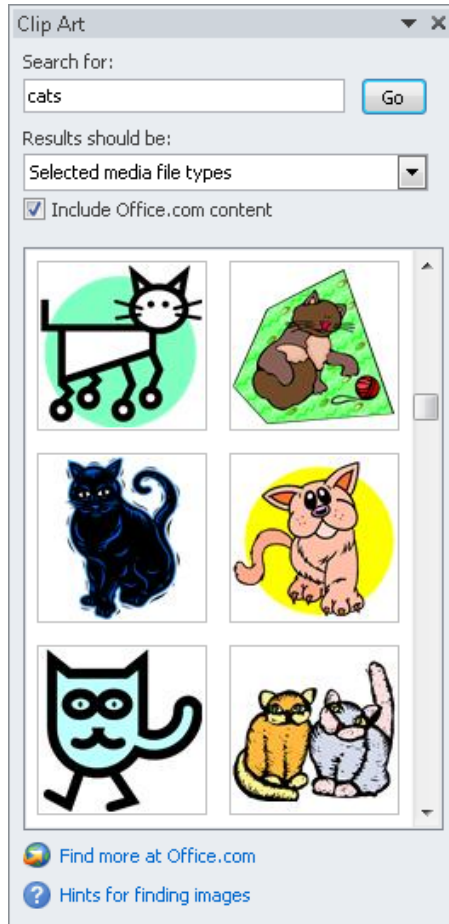 Clip Art
Search for:
cats
Go
Results should be:
Selected media file types
Include Office.com content
Find more at Office.com
Hints for finding images